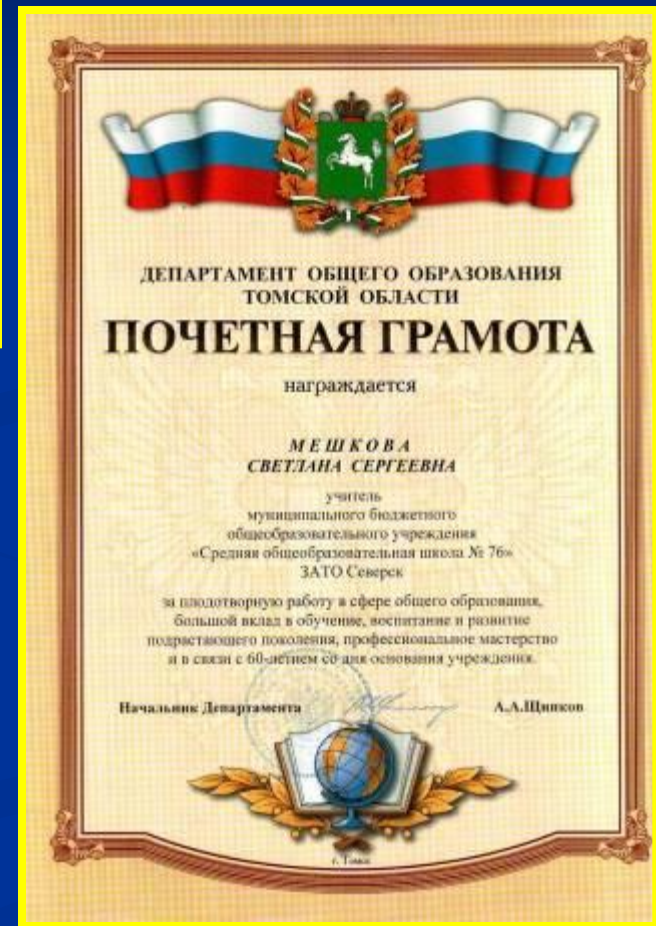 ДЕПАРТАМЕНТ ОБЩЕГО ОБРАЗОВАНИЯ
ТОМСКОЙ ОБЛАСТИ
ПОЧЕТНАЯ ГРАМОТА
награждается
МЕШКОВА
СВЕТЛАНА СЕРГЕЕВНА
учитель
муниципального бюджетного
общеобразовательного учреждения
«Средняя общеобразовательная школа № 76»
ЗАТО Северск
за плодотворную работу в сфере общего образования,
большой вклад в обучение, воспитание и развитие
подрастающего поколения, профессиональное мастерство
и в связи с 60-летием со дня основания учреждения.
Начальник Департамента А.А.Щипков
г. Томск